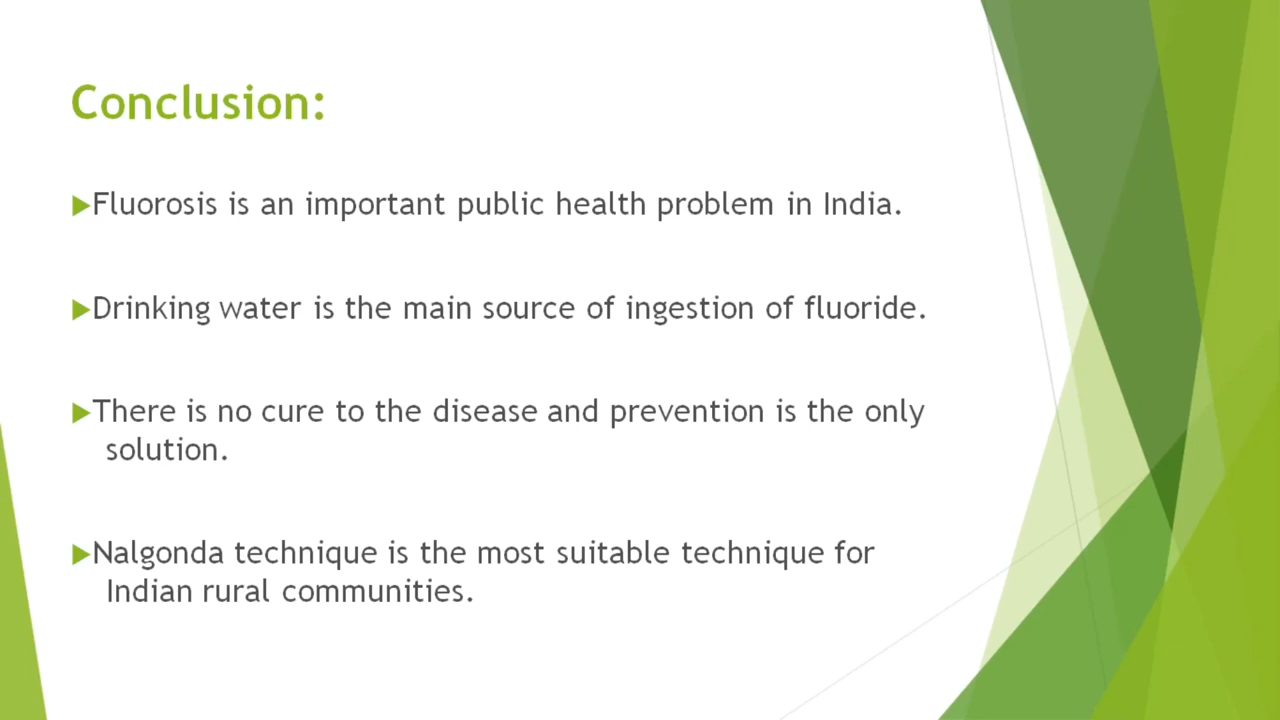 Conclusion:
▶Fluorosis is an important public health problem in India.
▶Drinking water is the main source of ingestion of fluoride.
▶There is no cure to the disease and prevention is the only
solution.
▶Nalgonda technique is the most suitable technique for
Indian rural communities.